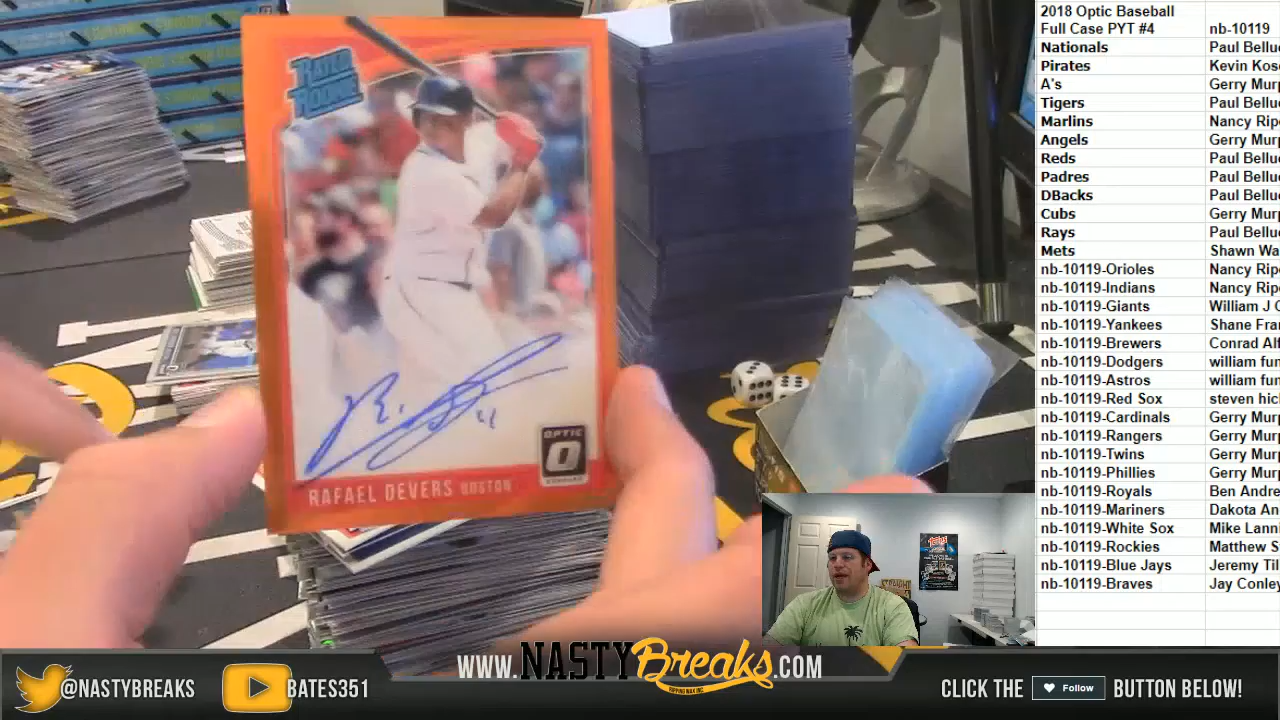 RATED
ROOKIE
RAFAEL DEVERS BOSTON
OPTIC
2018 Optic Baseball
Full Case PYT #4 nb-10119
Nationals Paul Bellu
Pirates Kevin Kos
A's Gerry Mur
Tigers Paul Bellu
Marlins Nancy Rip
Angels Gerry Mur
Reds Paul Bellu
Padres Paul Bellu
DBacks Paul Bellu
Cubs Gerry Mur
Rays Paul Bellu
Mets Shawn Wa
nb-10119-Orioles Nancy Rip
nb-10119-Indians Nancy Rip
nb-10119-Giants William J
nb-10119-Yankees Shane Fra
nb-10119-Brewers Conrad Alf
nb-10119-Dodgers william fur
nb-10119-Astros william fur
nb-10119-Red Sox steven hic
nb-10119-Cardinals Gerry Mur
nb-10119-Rangers Gerry Mur
nb-10119-Twins Gerry Mur
nb-10119-Phillies Gerry Mur
nb-10119-Royals Ben Andre
nb-10119-Mariners Dakota An
nb-10119-White Sox Mike Lann
nb-10119-Rockies Matthew S
nb-10119-Blue Jays Jeremy Til
nb-10119-Braves Jay Conley
@NASTYBREAKS
BATES351
WWW.NASTYBreaks.COM
RIPPING WAX INC.
CLICK THE Follow BUTTON BELOW!